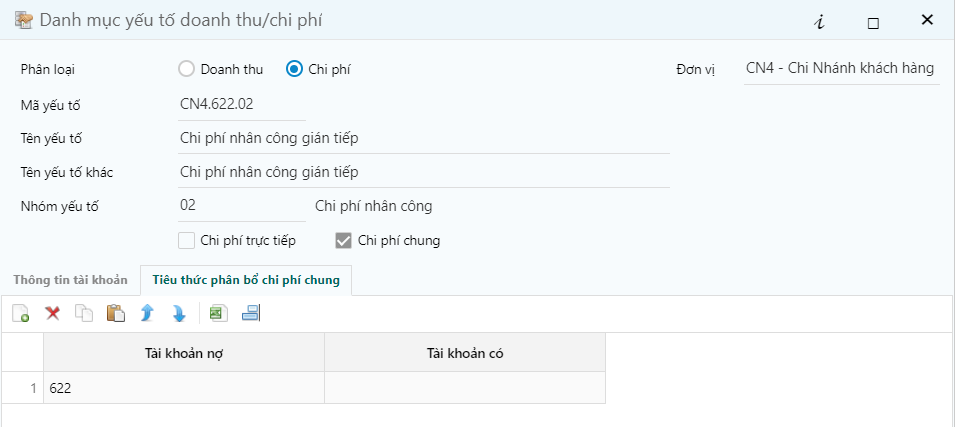 Danh mục yếu tố doanh thu/chi phí
Phân loại Doanh thu Chi phí Đơn vị CN4 - Chi Nhánh khách hàng
Mã yếu tố CN4.622.02
Tên yếu tố Chi phí nhân công gián tiếp
Tên yếu tố khác Chi phí nhân công gián tiếp
Nhóm yếu tố 02 Chi phí nhân công
Chi phí trực tiếp Chi phí chung
Thông tin tài khoản Tiêu thức phân bổ chi phí chung
Tài khoản nợ Tài khoản có
1 622